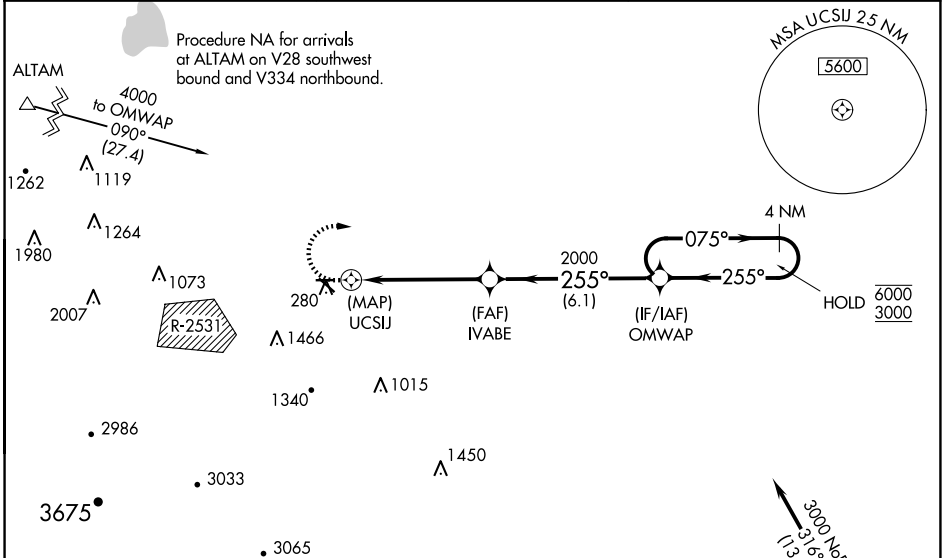 Procedure NA for arrivals
at ALTAM on V28 southwest
bound and V334 northbound.
MSA UCSIJ 25 NM
5600
ALTAM
4000
to OMWAP
090°
(27.4)
1262
1119
1264
1980
1073
2007
R-2531
280
(MAP)
UCSIJ
1466
(FAF)
IVABE
2000
255°
(6.1)
(IF/IAF)
OMWAP
075°
255°
4 NM
HOLD
6000
3000
1340
1015
2986
3033
1450
3675
3065
3000 NoP
316°
(13